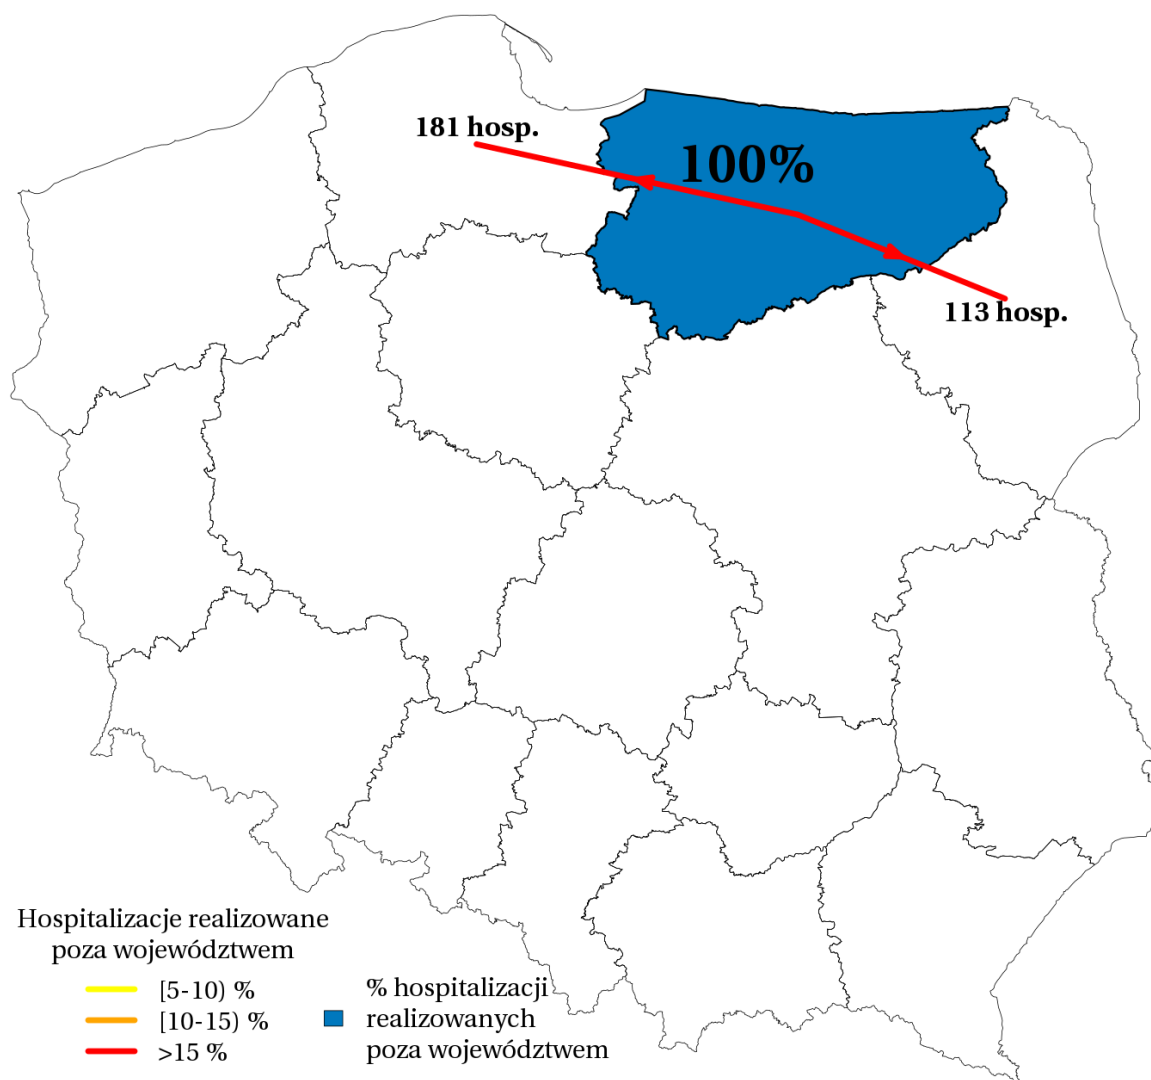 181 hosp.
100%
113 hosp.
Hospitalizacje realizowane
poza województwem
[5-10) %
[10-15) %
>15 %
% hospitalizacji
realizowanych
poza województwem